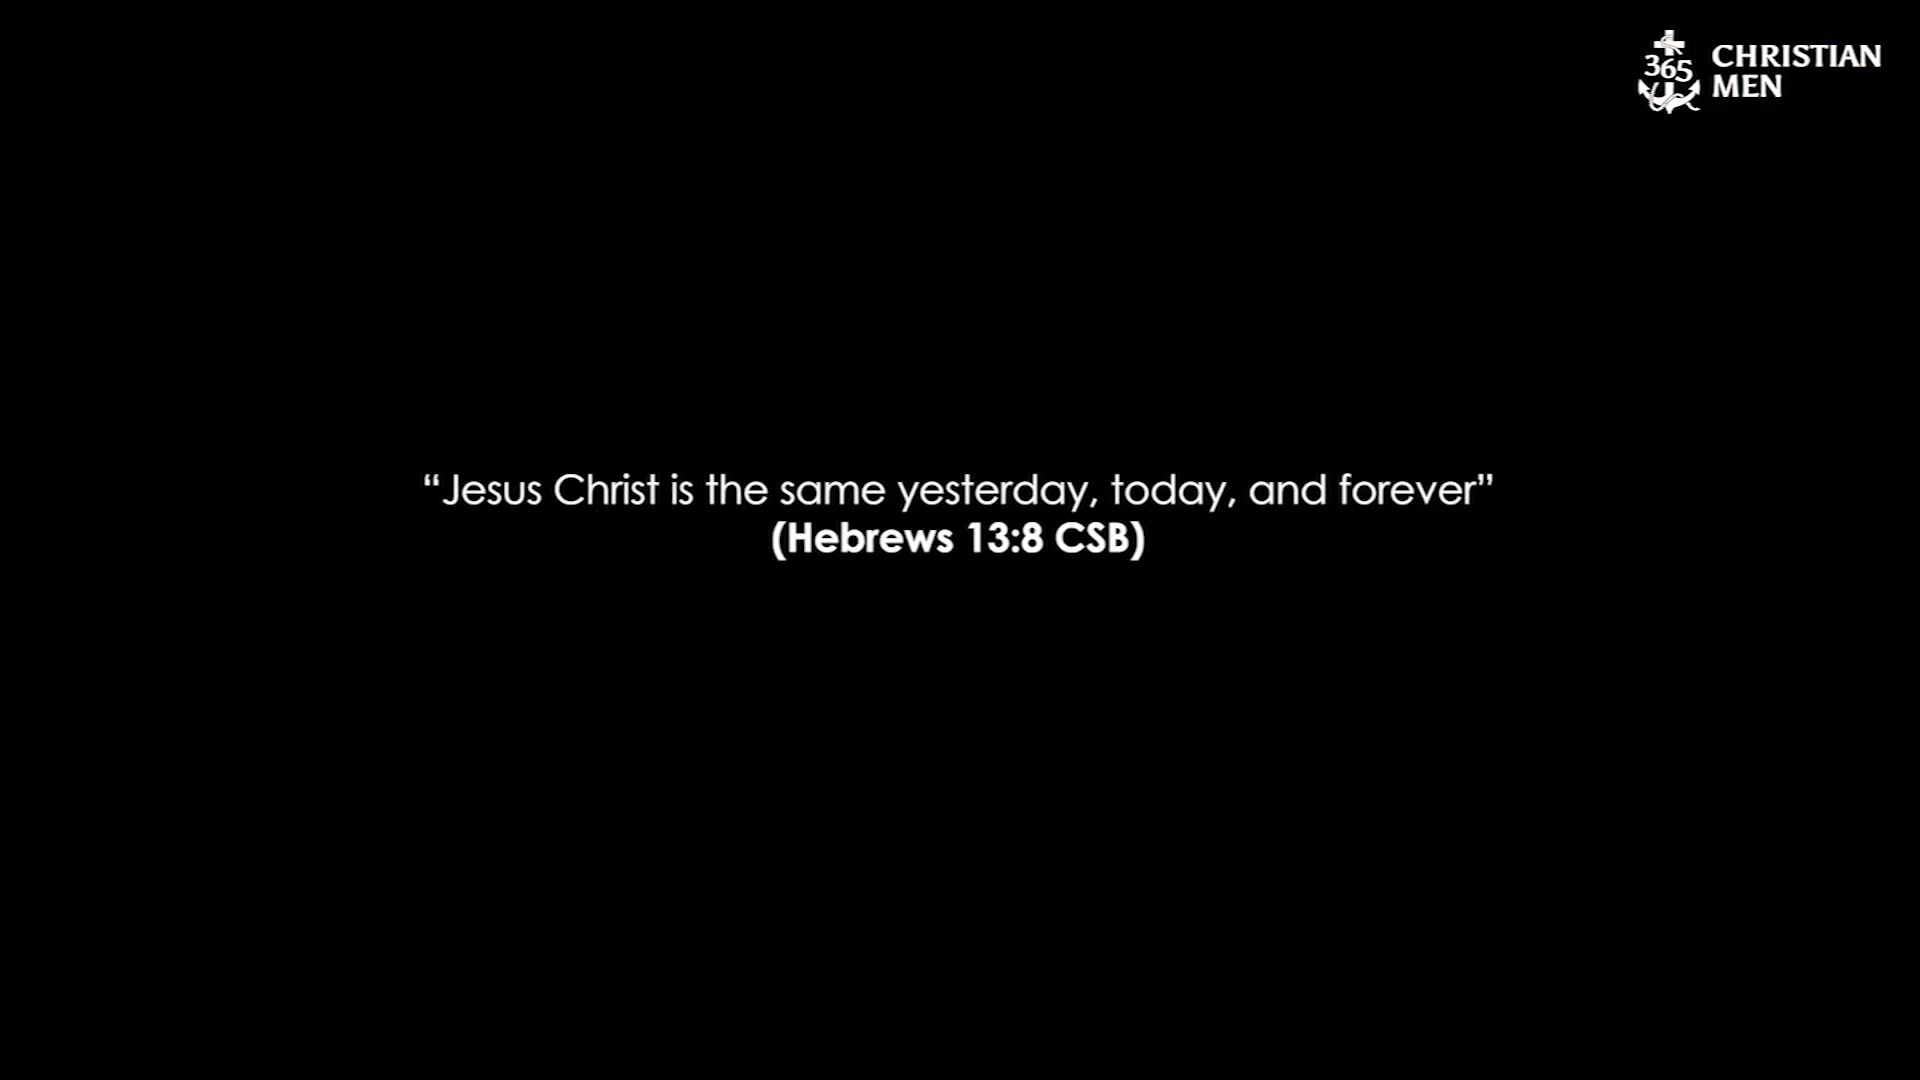 365
CHRISTIAN
MEN
“Jesus Christ is the same yesterday, today, and forever”
(Hebrews 13:8 CSB)